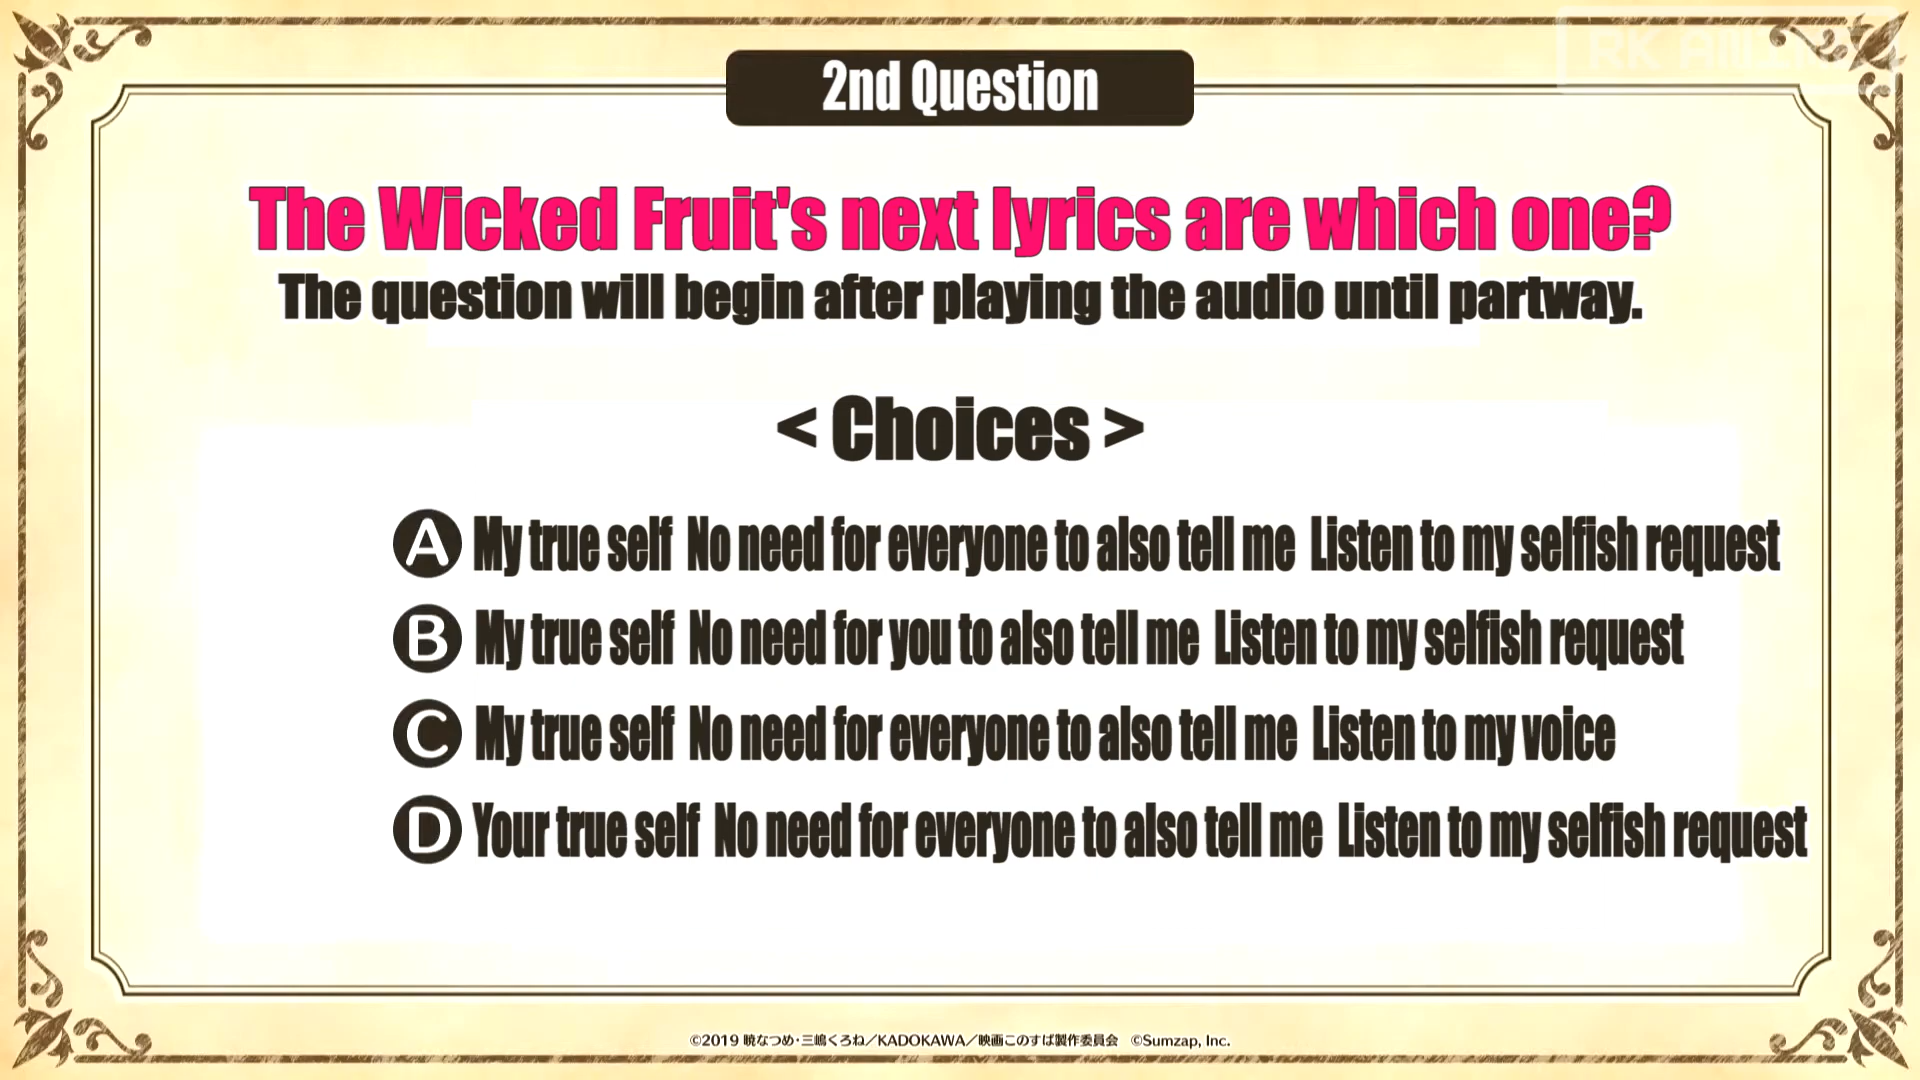 RK ANIM
2nd Question
The Wicked Fruit's next lyrics are which one?
The question will begin after playing the audio until partway.
< Choices >
A My true self No need for everyone to also tell me Listen to my selfish request
B My true self No need for you to also tell me Listen to my selfish request
C My true self No need for everyone to also tell me Listen to my voice
D Your true self No need for everyone to also tell me Listen to my selfish request
©2019 暁なつめ・三嶋くろね／KADOKAWA／映画このすば製作委員会 ©Sumzap, Inc.